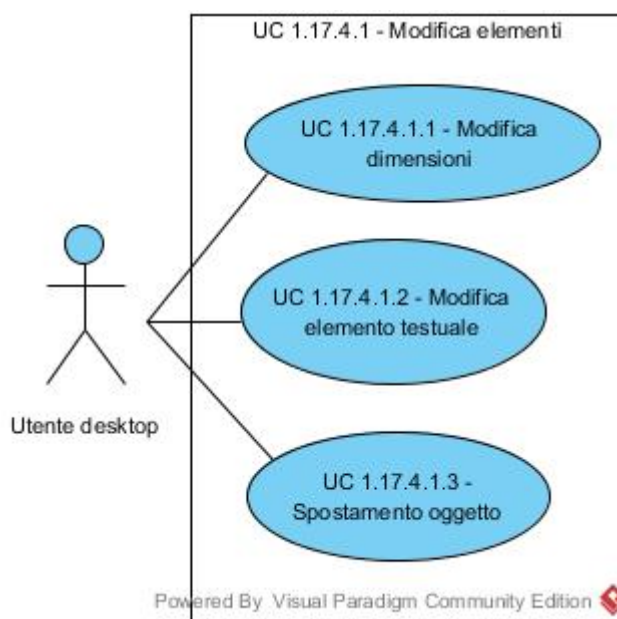 UC 1.17.4.1 - Modifica elementi
UC 1.17.4.1.1 - Modifica
dimensioni
UC 1.17.4.1.2 - Modifica
elemento testuale
Utente desktop
UC 1.17.4.1.3 -
Spostamento oggetto
Powered By Visual Paradigm Community Edition